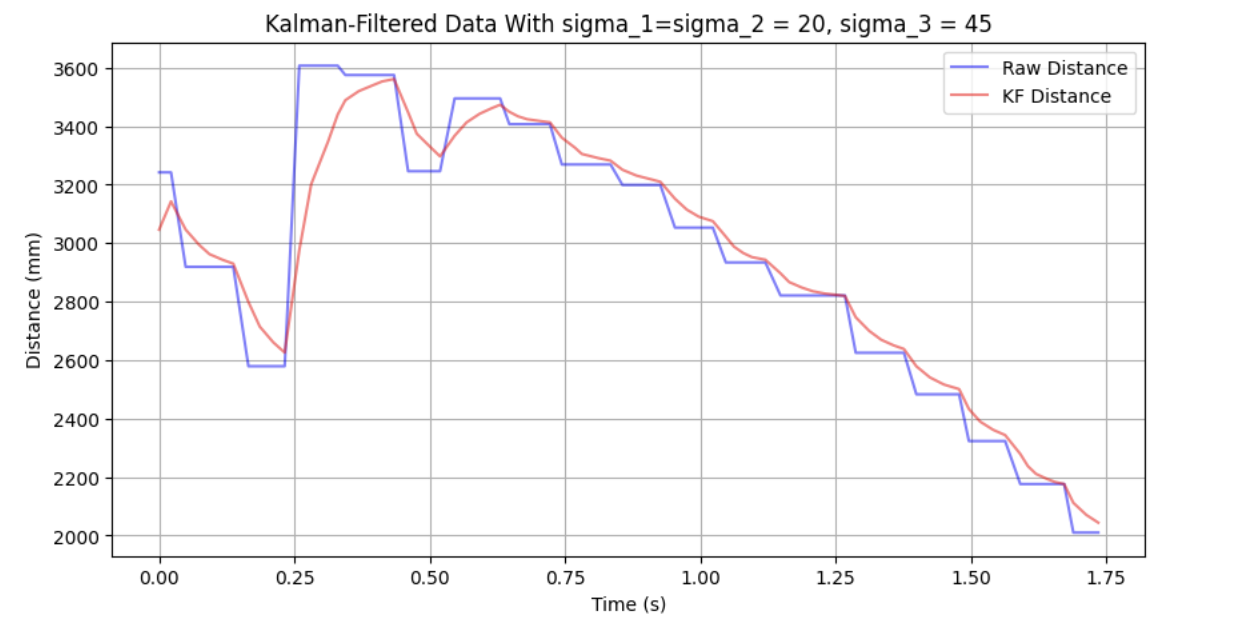 Kalman-Filtered Data With sigma_1=sigma_2 = 20, sigma_3 = 45
Raw Distance
KF Distance
3600
3400
3200
3000
2800
2600
2400
2200
2000
Distance (mm)
0.00 0.25 0.50 0.75 1.00 1.25 1.50 1.75
Time (s)